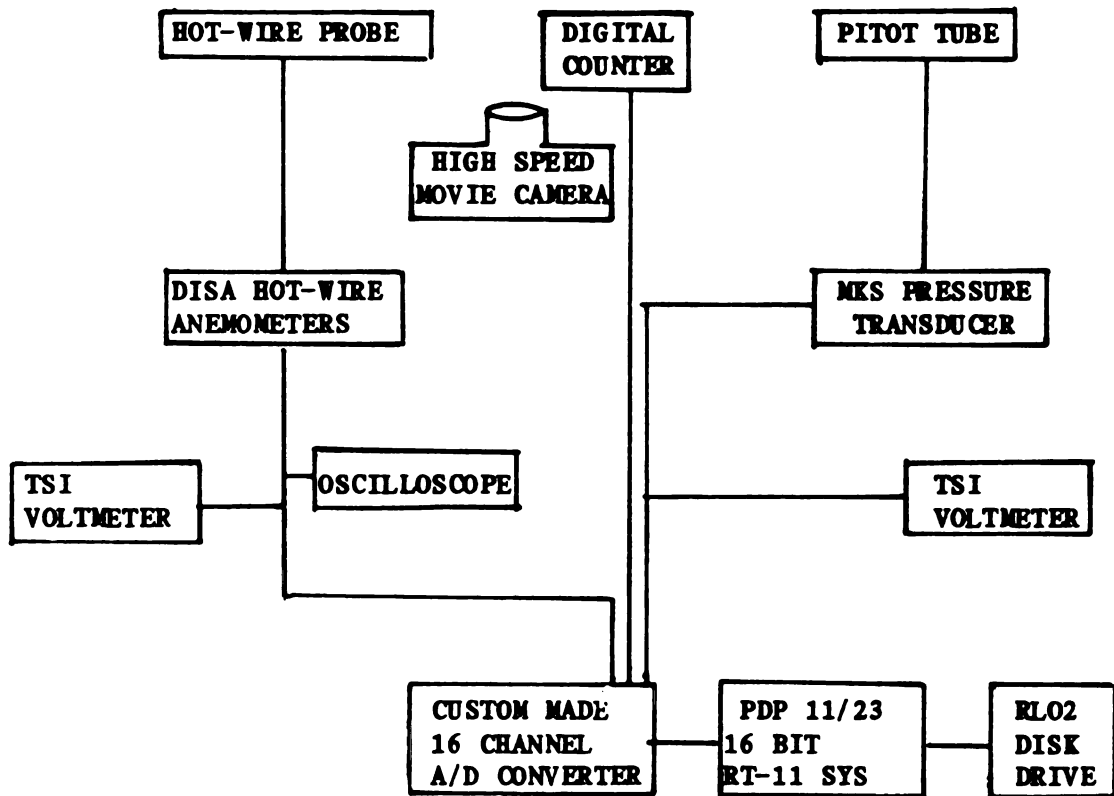 HOT-WIRE PROBE
DIGITAL
COUNTER
PITOT TUBE
HIGH SPEED
MOVIE CAMERA
DISA HOT-WIRE
ANEMOMETERS
MKS PRESSURE
TRANSDUCER
TSI
VOLTMETER
OSCILLOSCOPE
TSI
VOLTMETER
CUSTOM MADE
16 CHANNEL
A/D CONVERTER
PDP 11/23
16 BIT
RT-11 SYS
RLO2
DISK
DRIVE